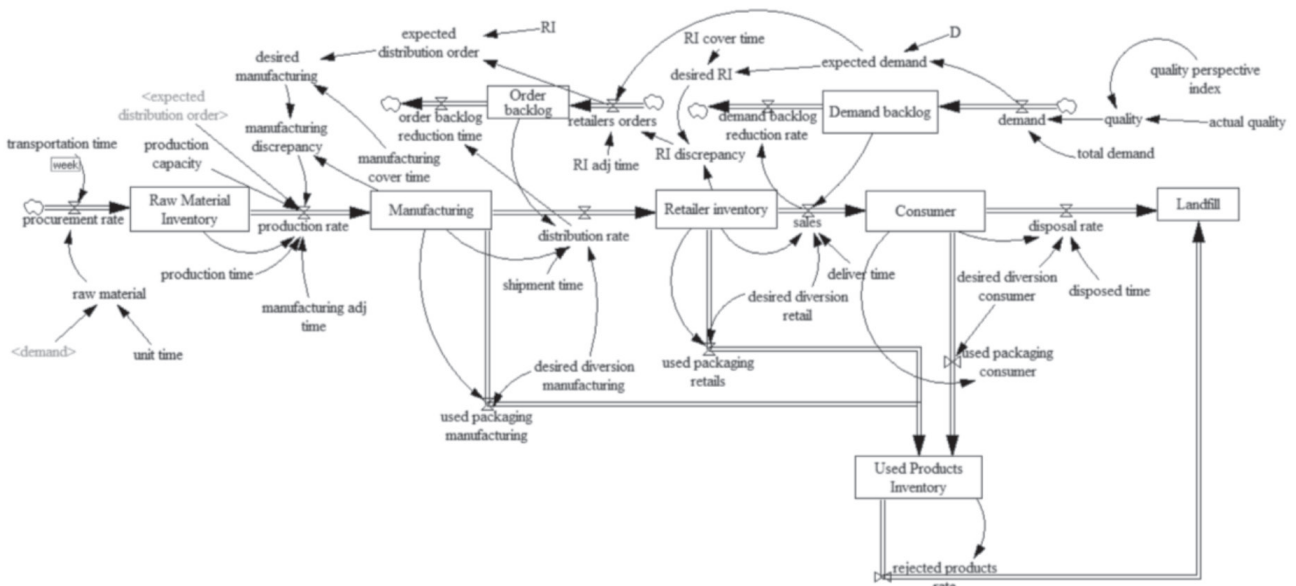 expected
distribution order
RI
desired
manufacturing
<expected
distribution order>
manufacturing
discrepancy
production
capacity
transportation time
week
procurement rate
Raw Material
Inventory
production rate
production time
raw material
<demand>
unit time
manufacturing adj
time
manufacturing
cover time
Manufacturing
order backlog
reduction time
Order
backlog
retailers orders
RI adj time
RI cover time
desired RI
RI discrepancy
expected demand
D
demand backlog
reduction rate
Demand backlog
demand
quality
quality perspective
index
actual quality
total demand
distribution rate
shipment time
desired diversion
manufacturing
used packaging
manufacturing
Retailer inventory
sales
deliver time
desired diversion
retail
used packaging
retails
Consumer
disposal rate
desired diversion
consumer
disposed time
used packaging
consumer
Landfill
Used Products
Inventory
rejected products
rate